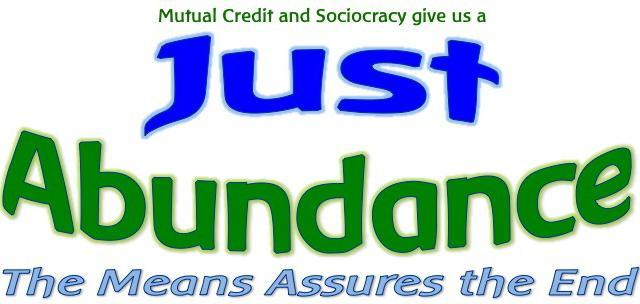 Mutual Credit and Sociocracy give us a
Just
Abundance
The Means Assures the End